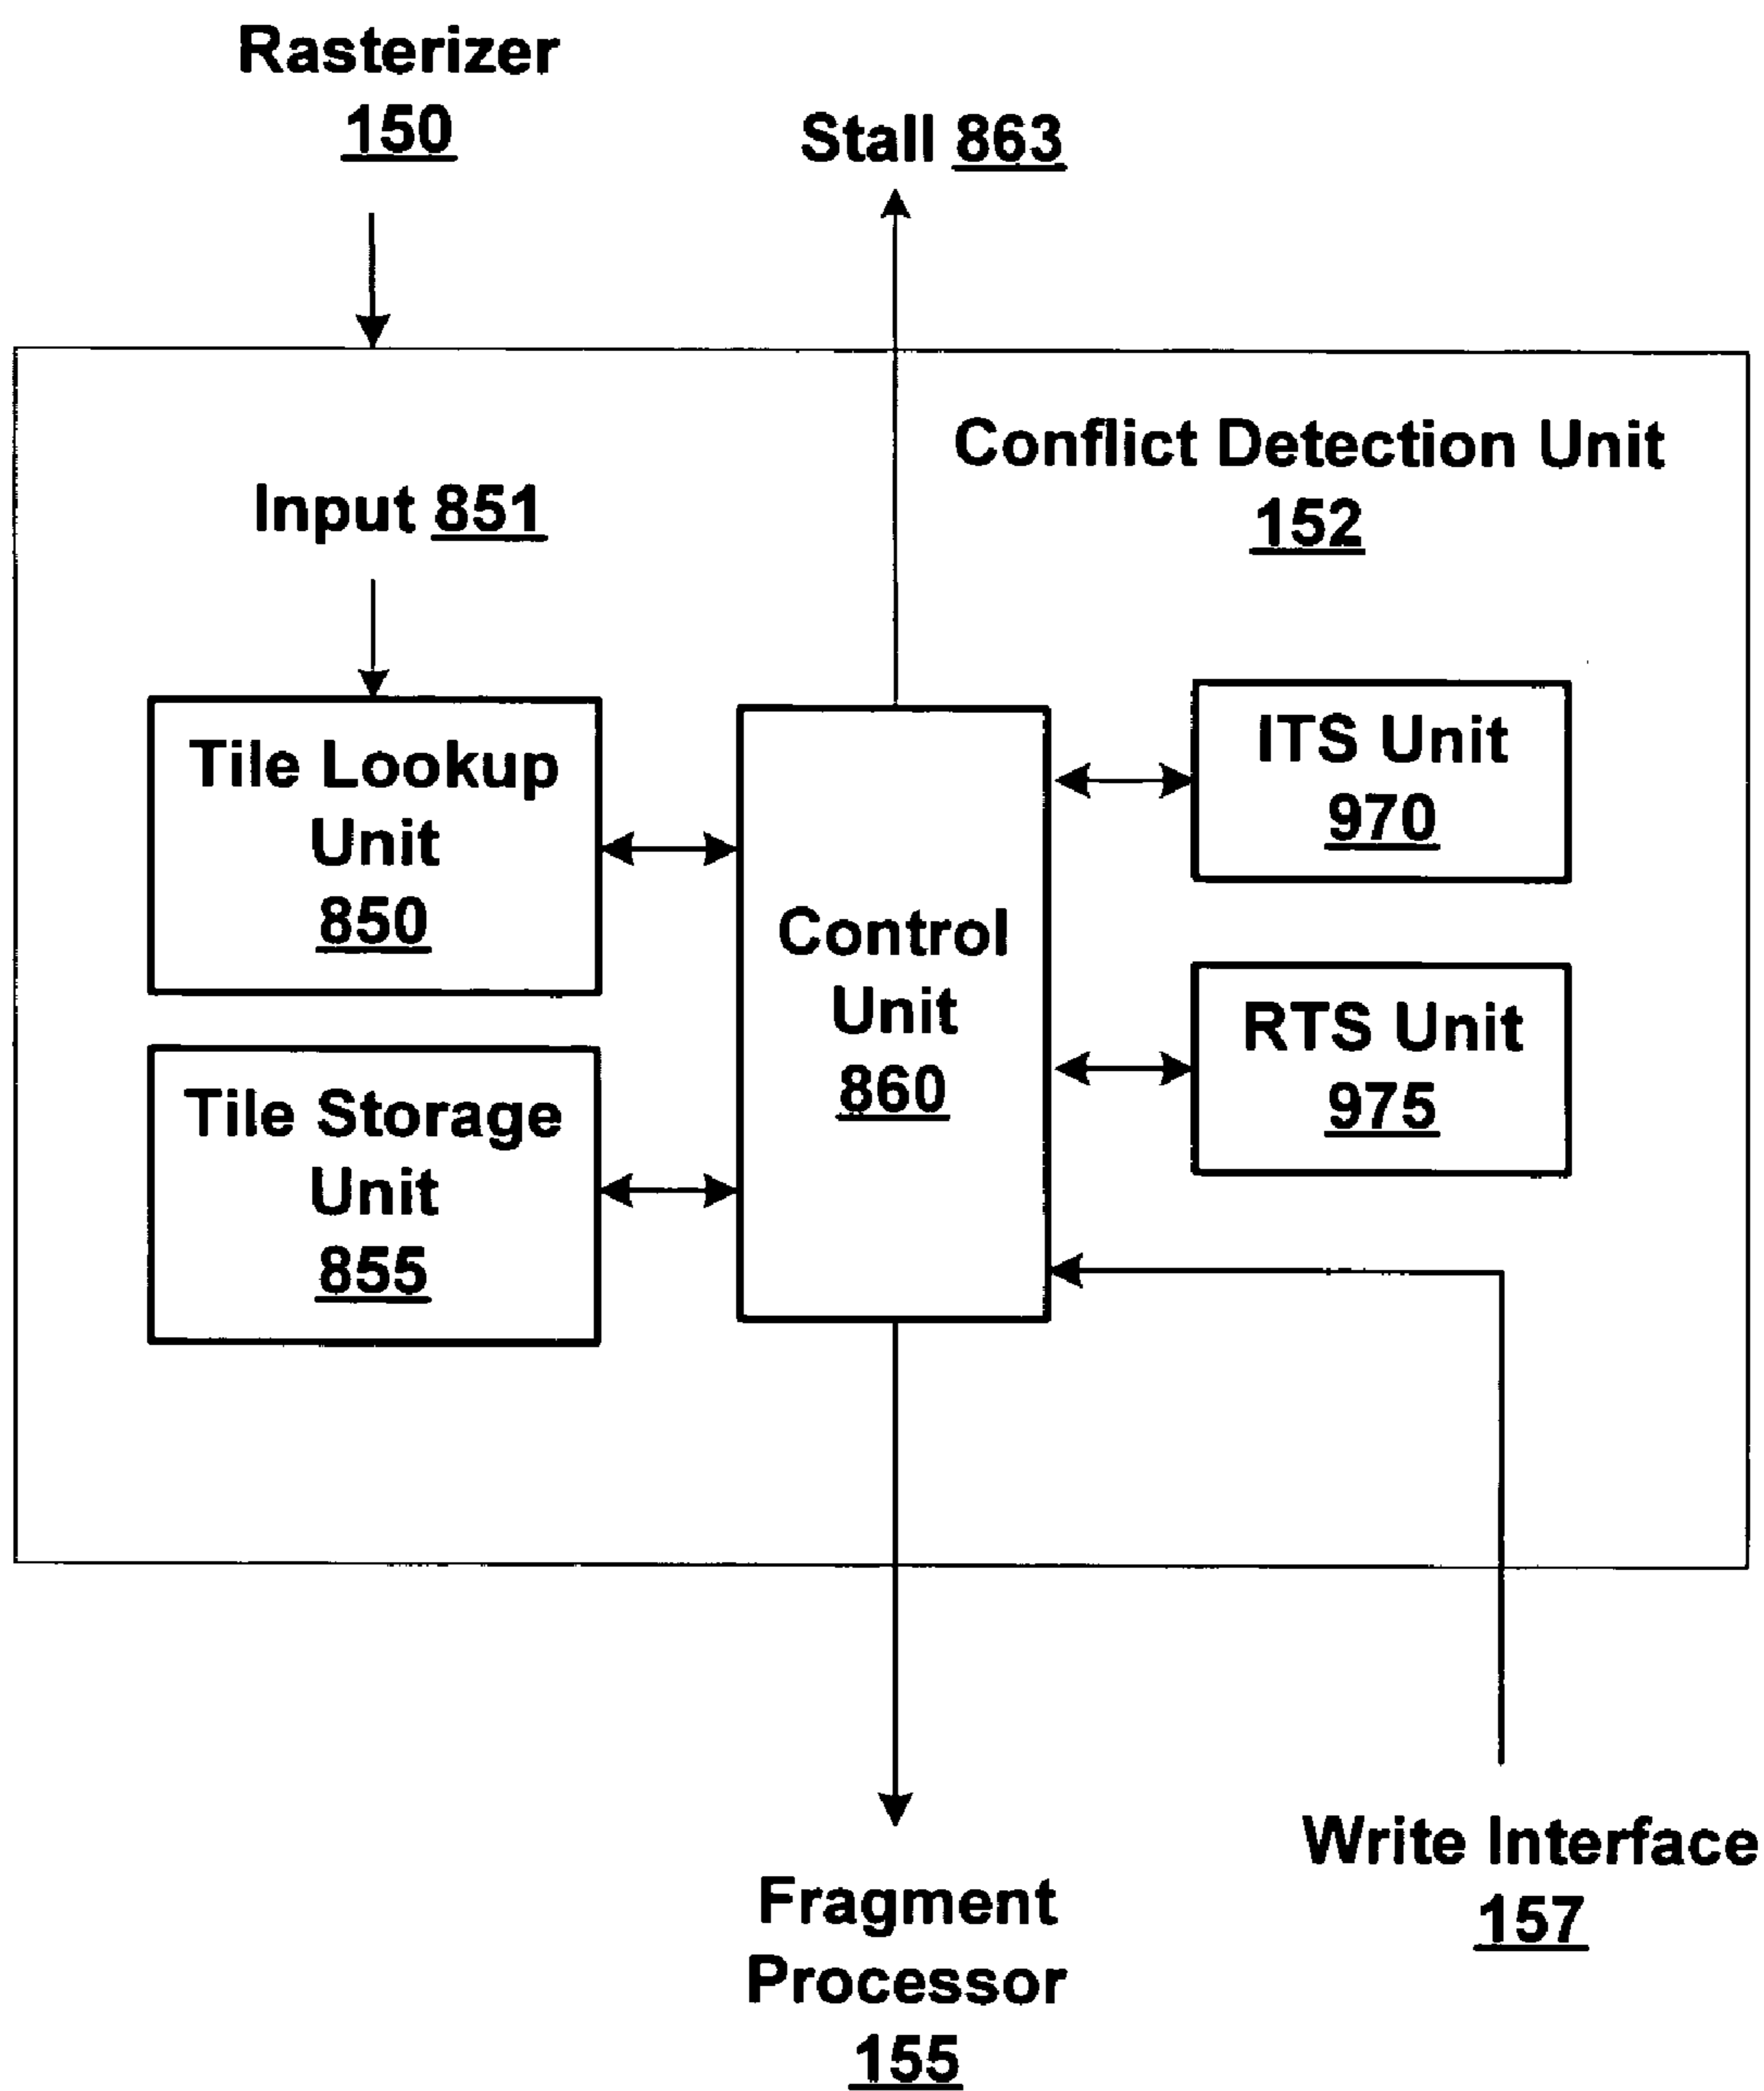 Rasterizer
150
Stall 863
Conflict Detection Unit
152
Input 851
Tile Lookup
Unit
850
Tile Storage
Unit
855
Control
Unit
860
ITS Unit
970
RTS Unit
975
Write Interface
157
Fragment
Processor
155